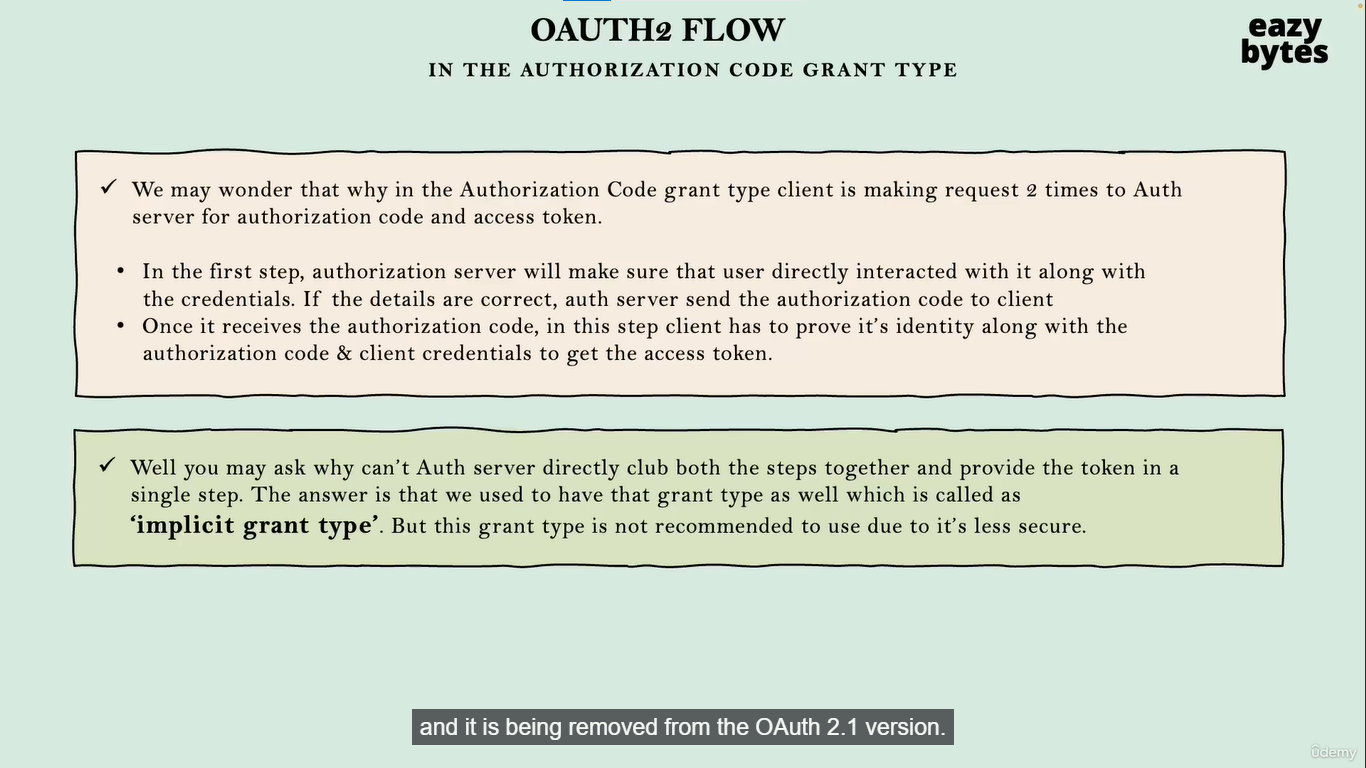 OAUTH2 FLOW
IN THE AUTHORIZATION CODE GRANT TYPE
eazy
bytes
✓ We may wonder that why in the Authorization Code grant type client is making request 2 times to Auth
server for authorization code and access token.
• In the first step, authorization server will make sure that user directly interacted with it along with
the credentials. If the details are correct, auth server send the authorization code to client
• Once it receives the authorization code, in this step client has to prove it’s identity along with the
authorization code & client credentials to get the access token.
✓ Well you may ask why can’t Auth server directly club both the steps together and provide the token in a
single step. The answer is that we used to have that grant type as well which is called as
‘implicit grant type’. But this grant type is not recommended to use due to it’s less secure.
and it is being removed from the OAuth 2.1 version.
ûdemy